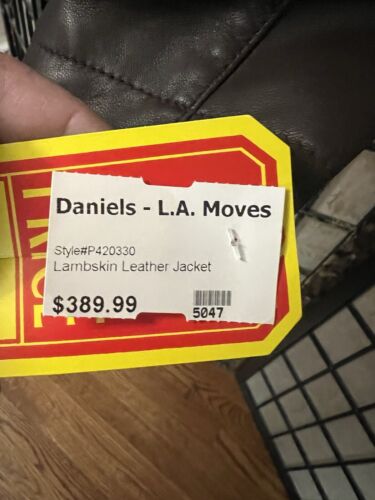 Daniels - L.A. Moves
Style#P420330
Lambskin Leather Jacket
$389.99
5047